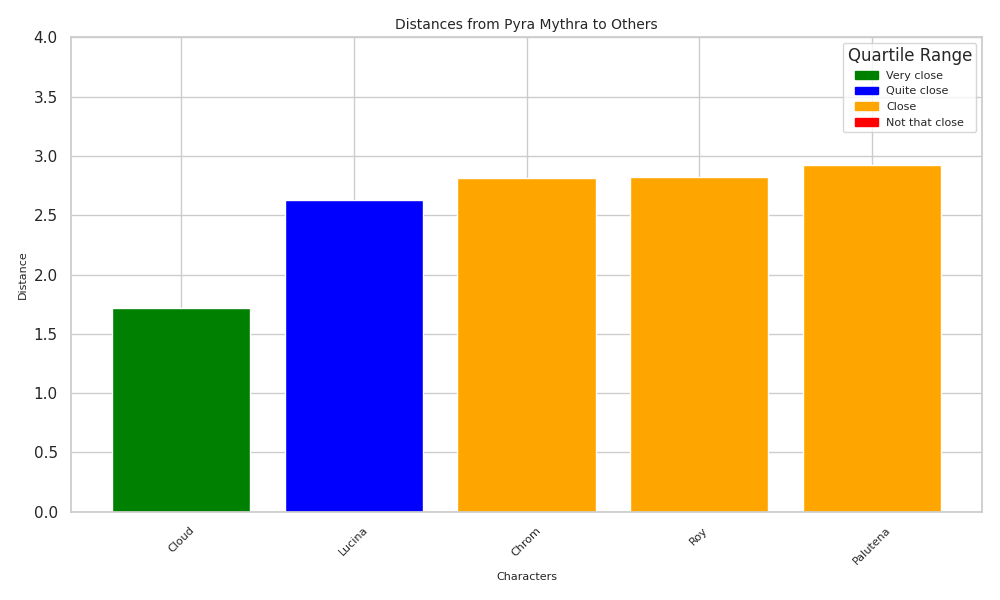 Distances from Pyra Mythra to Others
4.0
3.5
3.0
2.5
2.0
1.5
1.0
0.5
0.0
Distance
Quartile Range
Very close
Quite close
Close
Not that close
Cloud
Lucina
Chrom
Roy
Palutena
Characters